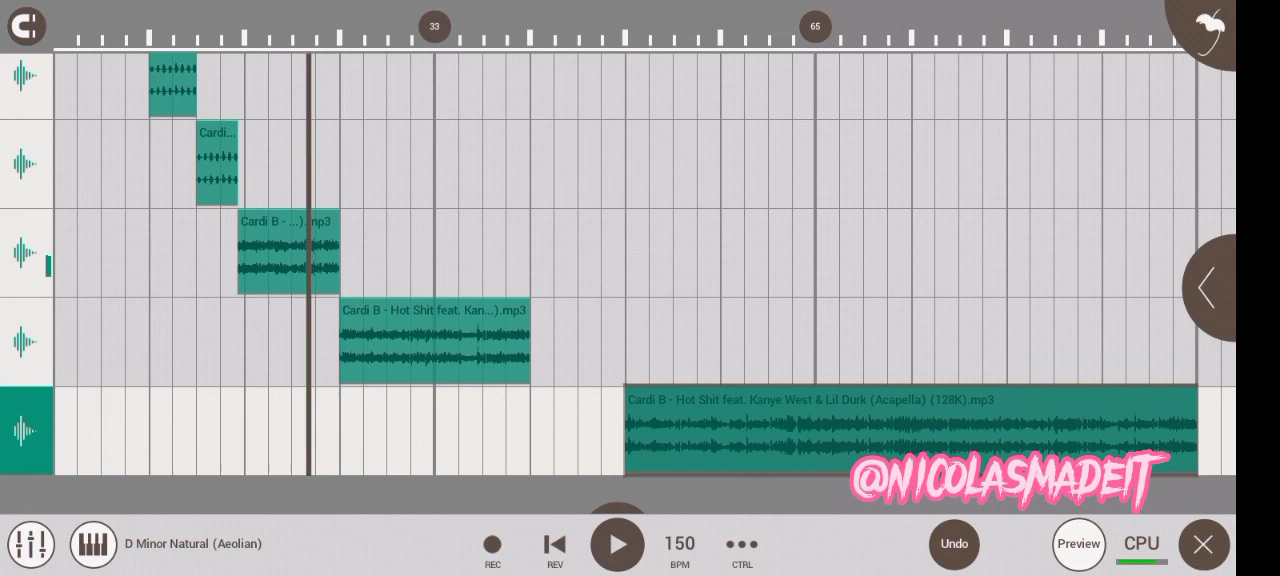 33
65
Cardi...
Cardi B - ...).mp3
Cardi B - Hot Shit feat. Kan...).mp3
Cardi B - Hot Shit feat. Kanye West & Lil Durk (Acapella) (128K).mp3
@NICOLASMADEIT
D Minor Natural (Aeolian)
REC
REV
150
BPM
CTRL
Undo
Preview
CPU